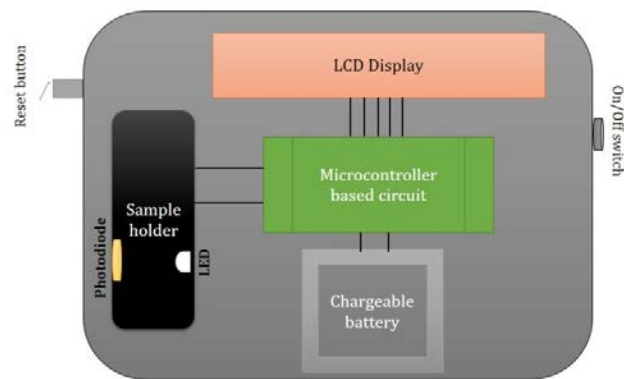 LCD Display
Reset button
On/Off switch
Microcontroller
based circuit
Sample
holder
Photodiode
LED
Chargeable
battery